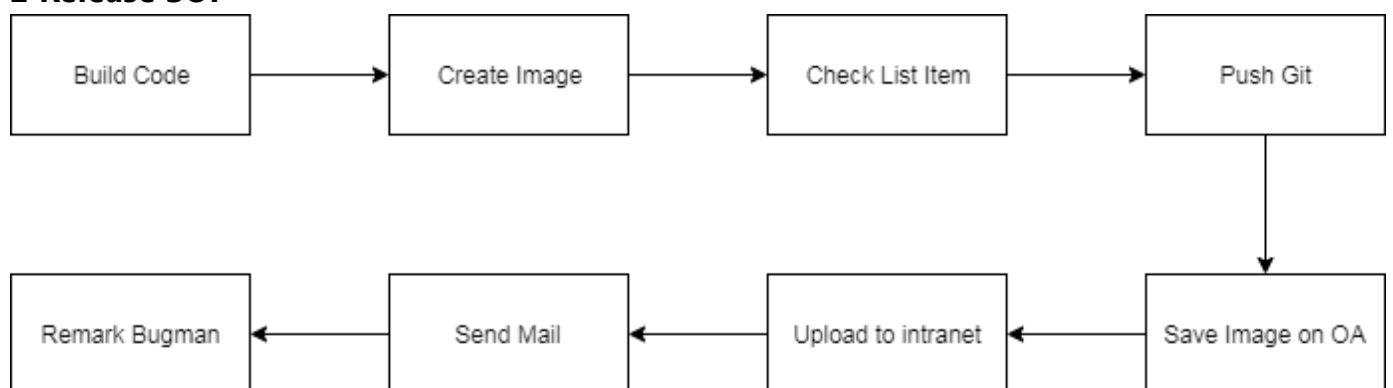 Build Code
Create Image
Check List Item
Push Git
Save Image on OA
Upload to intranet
Send Mail
Remark Bugman